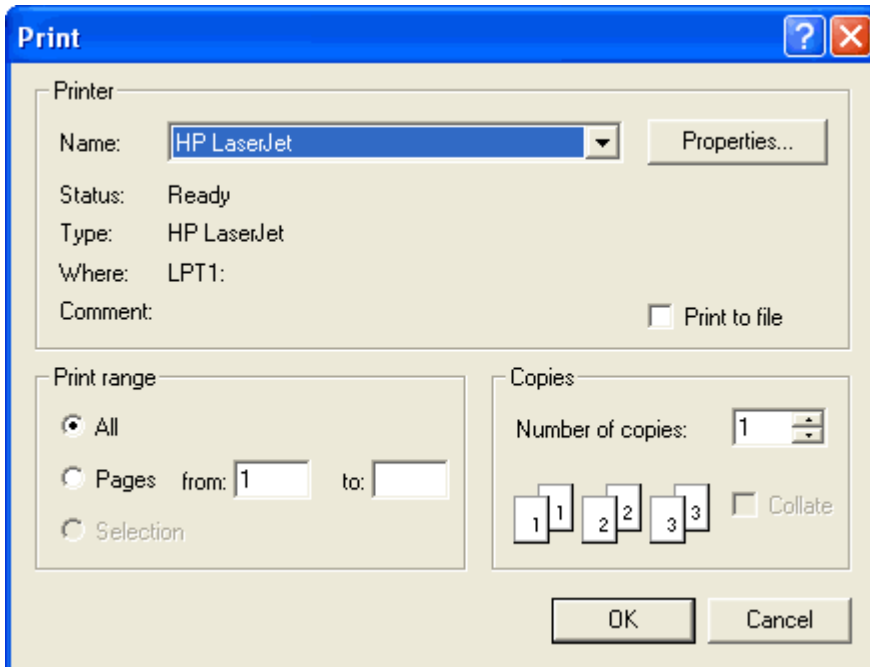 Print
Printer
Name: HP LaserJet Properties...
Status: Ready
Type: HP LaserJet
Where: LPT1:
Comment:
Print to file
Print range
All
Pages from: 1 to:
Selection
Copies
Number of copies: 1
1 1 2 2 3 3 Collate
OK Cancel